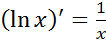 (ln x)′ = 1/x